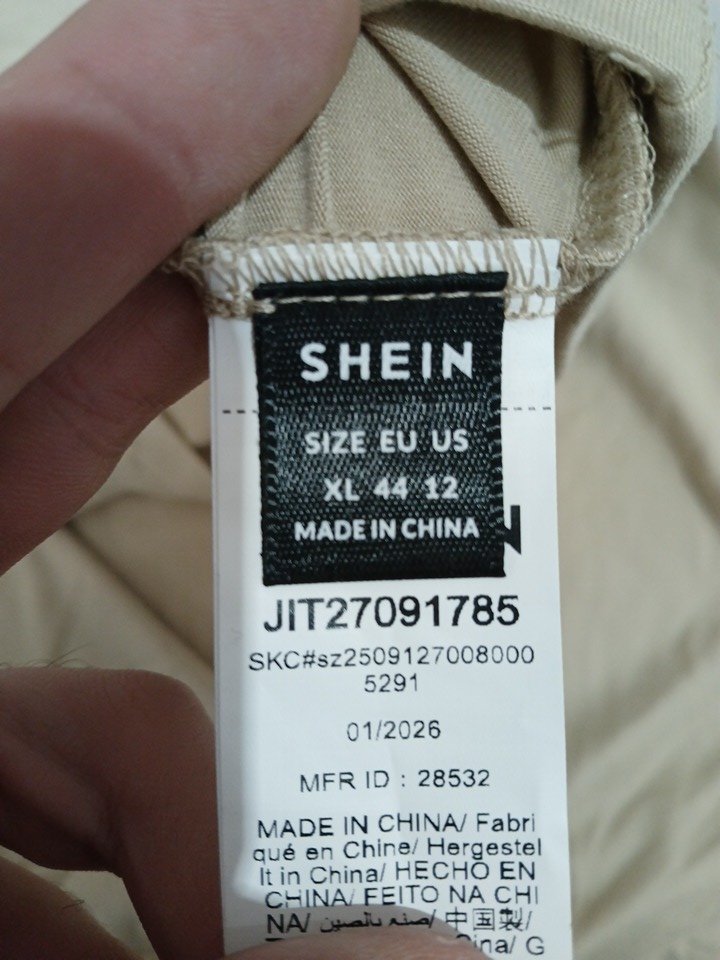 SHEIN
SIZE EU US
XL 44 12
MADE IN CHINA
JIT27091785
SKC#sz2509127008000
5291
01/2026
MFR ID : 28532
MADE IN CHINA/ Fabri
qué en Chine/ Hergestel
lt in China/ HECHO EN
CHINA/ FEITO NA CHI
NA/ صنع بالصين/ 中国製/
Cina/ G